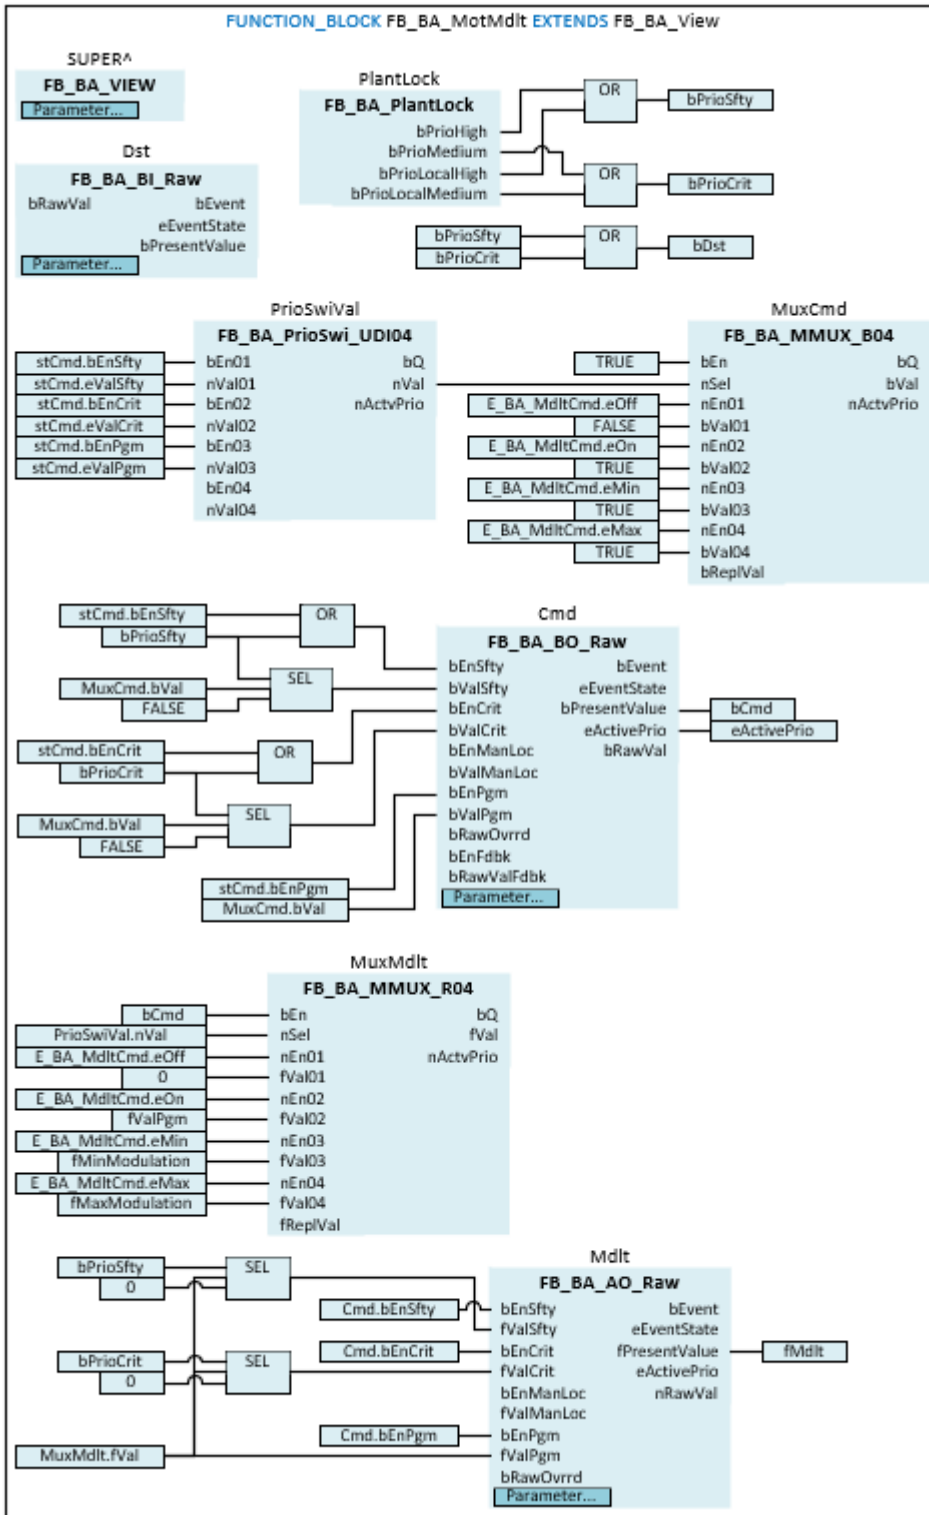 FUNCTION_BLOCK FB_BA_MotMdlt EXTENDS FB_BA_View
SUPER^
FB_BA_VIEW
Parameter...
PlantLock
FB_BA_PlantLock
bPrioHigh
bPrioMedium
bPrioLocalHigh
bPrioLocalMedium
OR
bPrioSfty
OR
bPrioCrit
bPrioSfty
bPrioCrit
OR
bDst
Dst
FB_BA_BI_Raw
bRawVal bEvent
eEventState
bPresentValue
Parameter...
PrioSwiVal
FB_BA_PrioSwi_UDI04
stCmd.bEnSfty bEn01 bQ
stCmd.eValSfty nVal01 nVal
stCmd.bEnCrit bEn02 nActvPrio
stCmd.eValCrit nVal02
stCmd.bEnPgm bEn03
stCmd.eValPgm nVal03
bEn04
nVal04
MuxCmd
FB_BA_MMUX_B04
TRUE bEn bQ
nSel bVal
E_BA_MdltCmd.eOff nEn01 nActvPrio
FALSE bVal01
E_BA_MdltCmd.eOn nEn02
TRUE bVal02
E_BA_MdltCmd.eMin nEn03
TRUE bVal03
E_BA_MdltCmd.eMax nEn04
TRUE bVal04
bReplVal
stCmd.bEnSfty
bPrioSfty
OR
MuxCmd.bVal
FALSE
SEL
stCmd.bEnCrit
bPrioCrit
OR
MuxCmd.bVal
FALSE
SEL
stCmd.bEnPgm
MuxCmd.bVal
Cmd
FB_BA_BO_Raw
bEnSfty bEvent
bValSfty eEventState
bEnCrit bPresentValue bCmd
bValCrit eActivePrio eActivePrio
bEnManLoc bRawVal
bValManLoc
bEnPgm
bValPgm
bRawOvrrd
bEnFdbk
bRawValFdbk
Parameter...
MuxMdlt
FB_BA_MMUX_R04
bCmd bEn bQ
PrioSwiVal.nVal nSel fVal
E_BA_MdltCmd.eOff nEn01 nActvPrio
0 fVal01
E_BA_MdltCmd.eOn nEn02
fValPgm fVal02
E_BA_MdltCmd.eMin nEn03
fMinModulation fVal03
E_BA_MdltCmd.eMax nEn04
fMaxModulation fVal04
fReplVal
bPrioSfty
0
SEL
bPrioCrit
0
SEL
MuxMdlt.fVal
Mdlt
FB_BA_AO_Raw
Cmd.bEnSfty bEnSfty bEvent
fValSfty eEventState
Cmd.bEnCrit bEnCrit fPresentValue fMdlt
fValCrit eActivePrio
bEnManLoc nRawVal
fValManLoc
Cmd.bEnPgm bEnPgm
fValPgm
bRawOvrrd
Parameter...